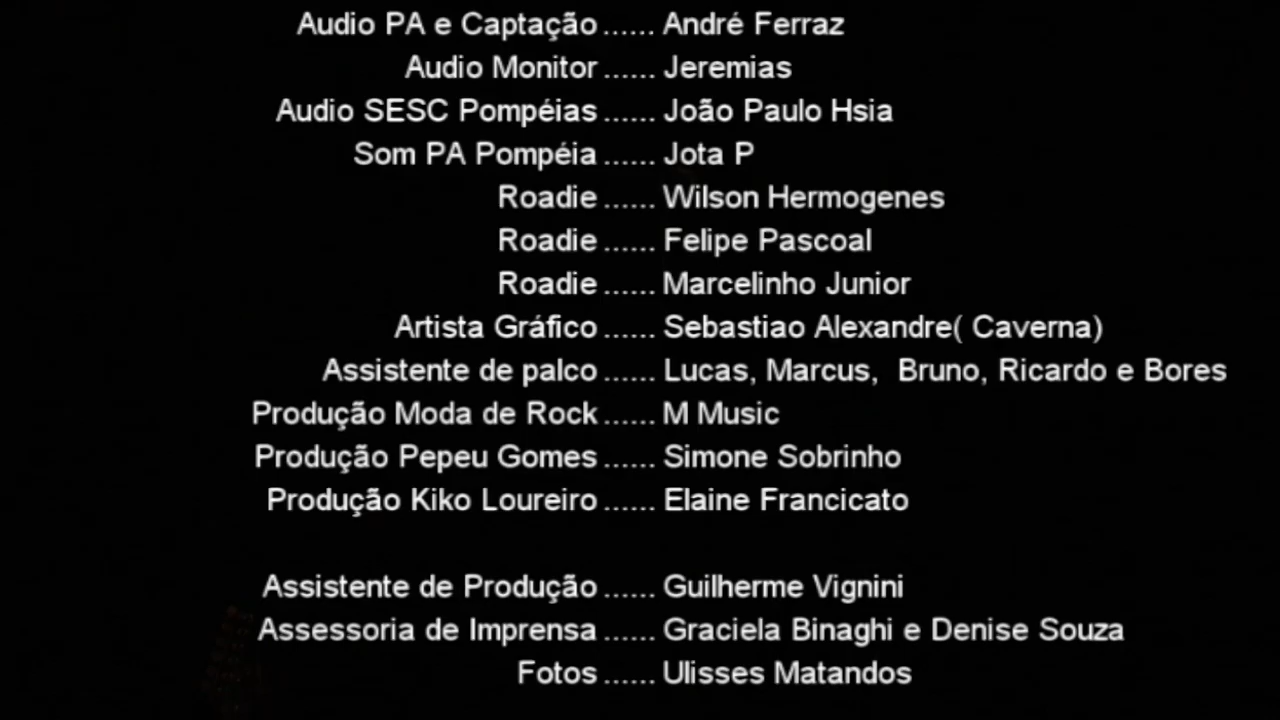 Audio PA e Captação...... André Ferraz
Audio Monitor...... Jeremias
Audio SESC Pompéias...... João Paulo Hsia
Som PA Pompéia...... Jota P
Roadie...... Wilson Hermogenes
Roadie...... Felipe Pascoal
Roadie...... Marcelinho Junior
Artista Gráfico...... Sebastiao Alexandre( Caverna)
Assistente de palco...... Lucas, Marcus,  Bruno, Ricardo e Bores
Produção Moda de Rock...... M Music
Produção Pepeu Gomes...... Simone Sobrinho
Produção Kiko Loureiro...... Elaine Francicato
Assistente de Produção...... Guilherme Vignini
Assessoria de Imprensa...... Graciela Binaghi e Denise Souza
Fotos...... Ulisses Matandos